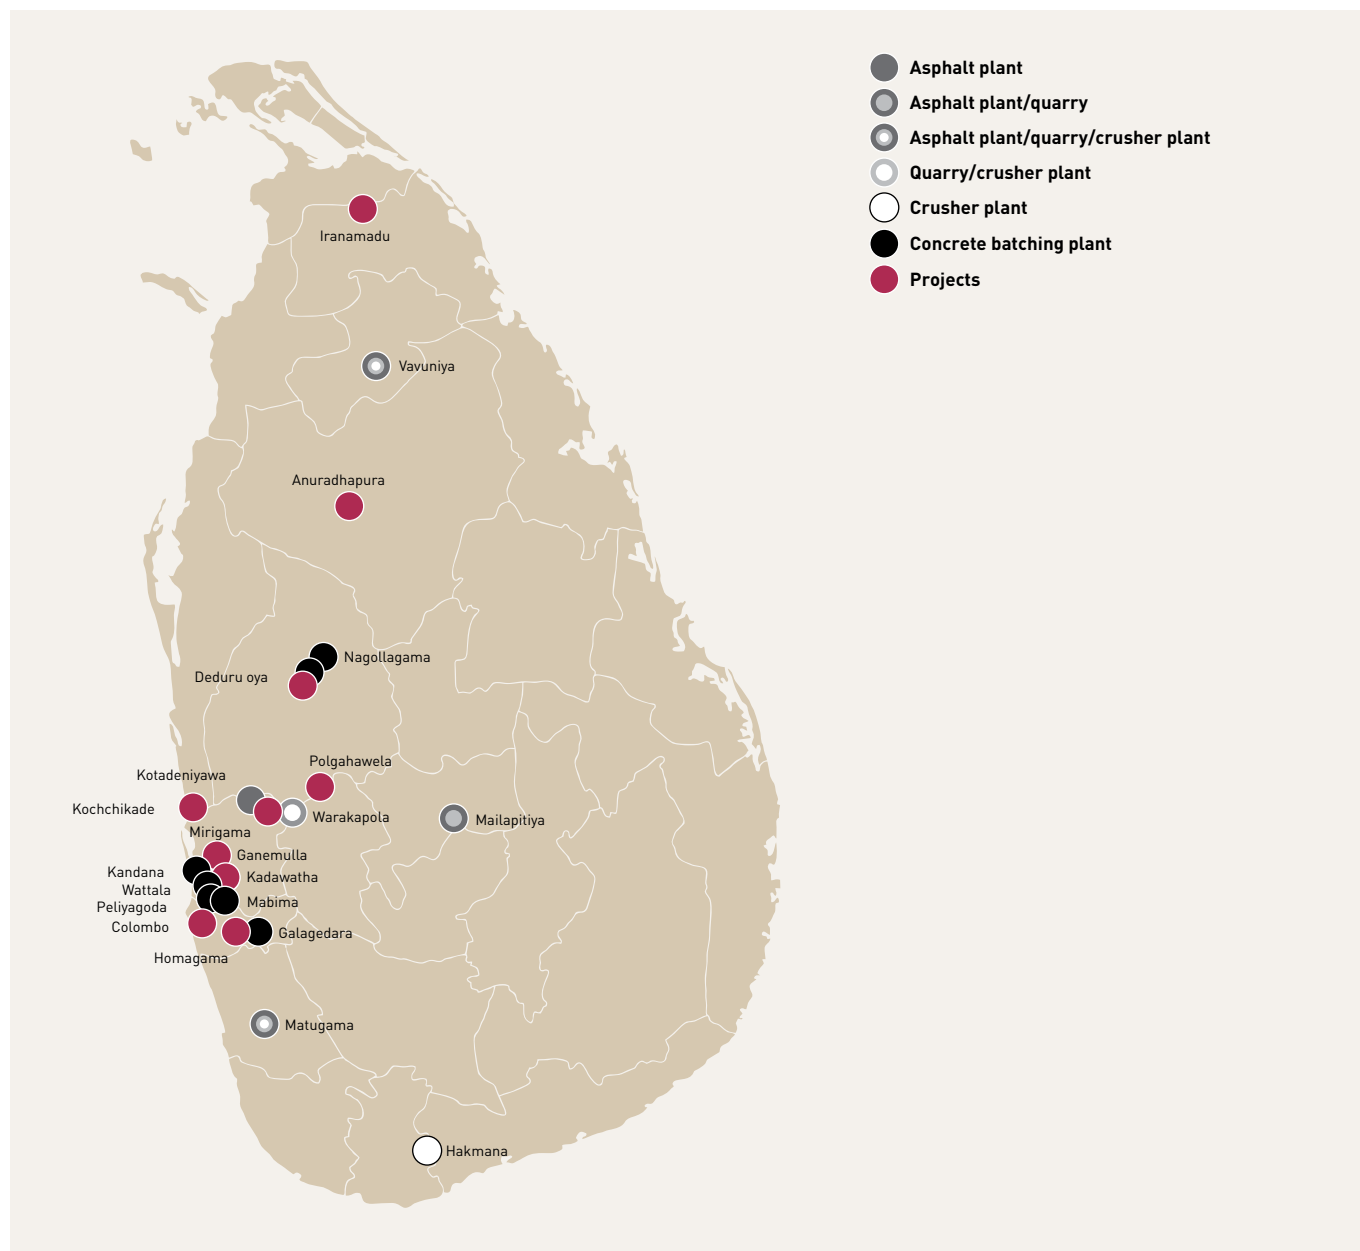 Asphalt plant
Asphalt plant/quarry
Asphalt plant/quarry/crusher plant
Quarry/crusher plant
Crusher plant
Concrete batching plant
Projects
Iranamadu
Vavuniya
Anuradhapura
Nagollagama
Deduru oya
Polgahawela
Kotadeniyawa
Kochchikade
Warakapola
Mailapitiya
Mirigama
Ganemulla
Kandana
Kadawatha
Wattala
Mabima
Peliyagoda
Colombo
Galagedara
Homagama
Matugama
Hakmana